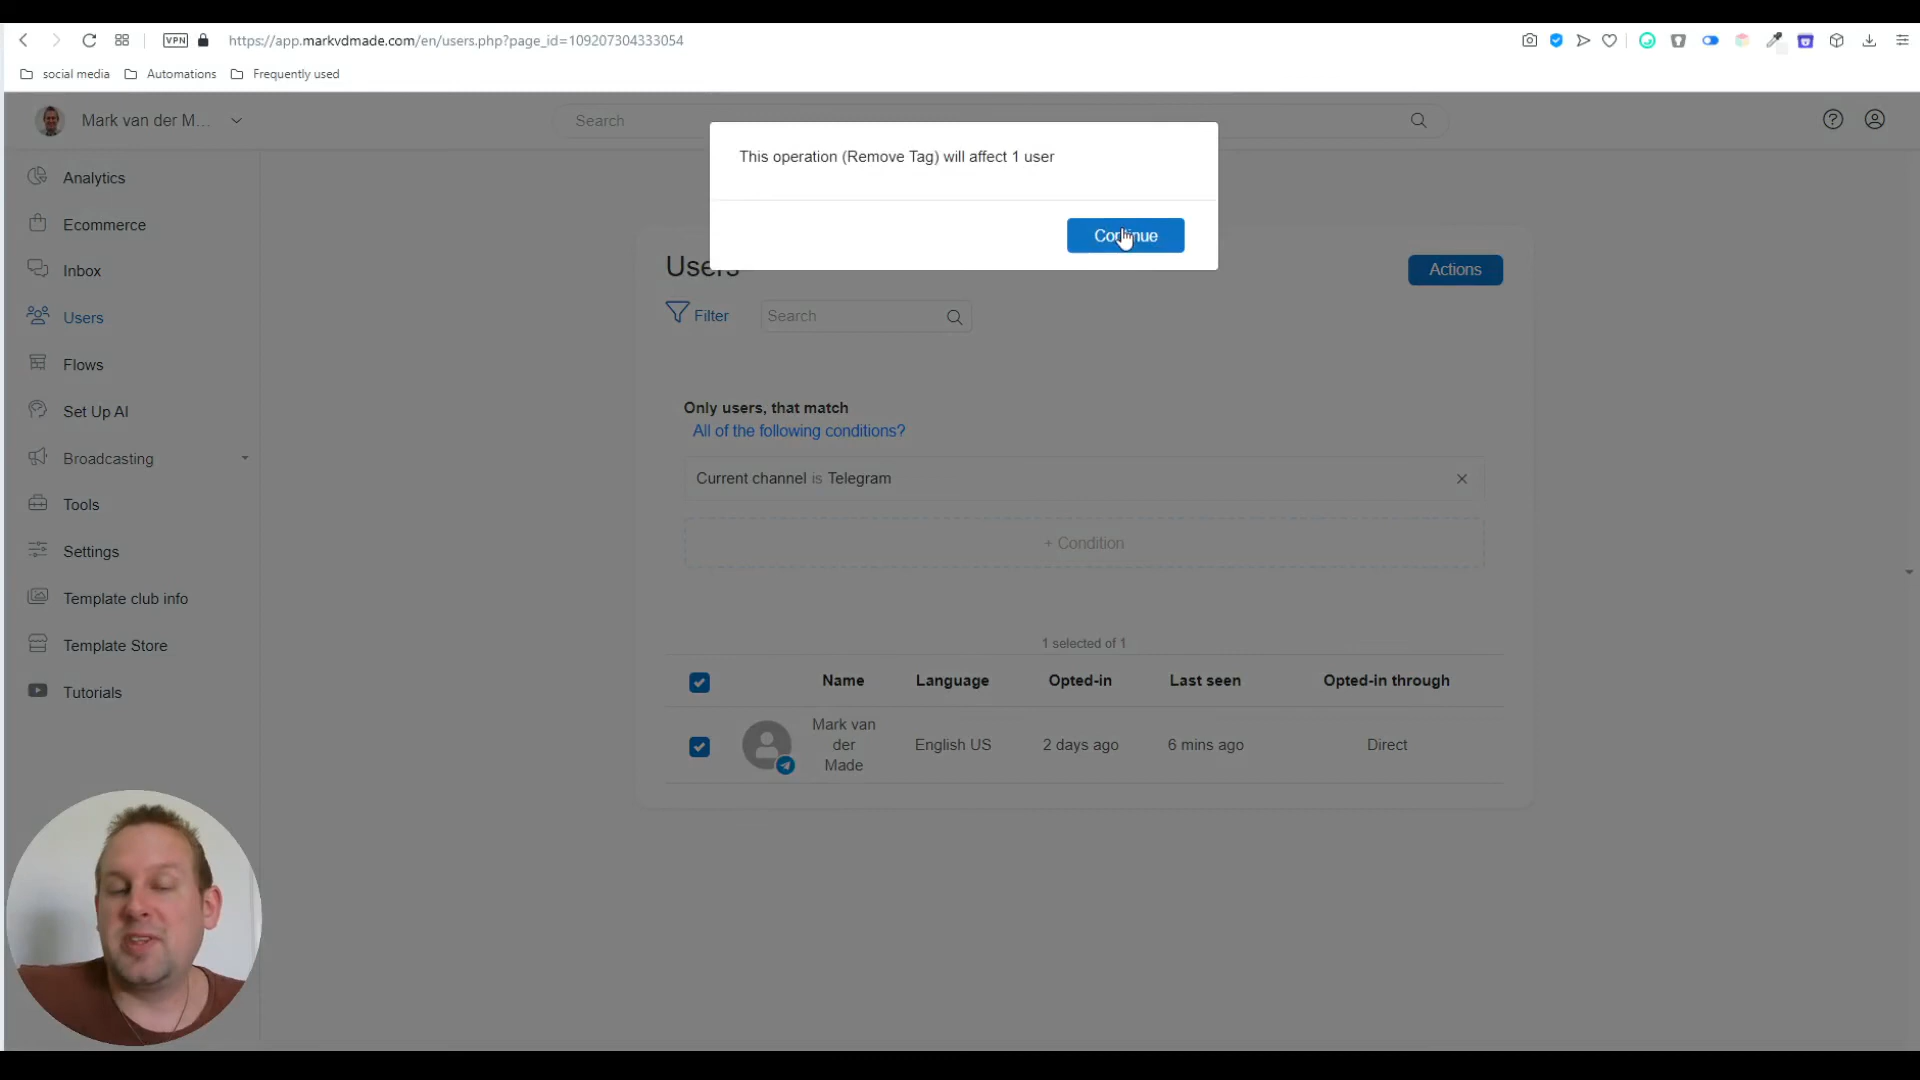 VPN
https://app.markvdmade.com/en/users.php?page_id=109207304333054
social media
Automations
Frequently used
Mark van der M...
Search
This operation (Remove Tag) will affect 1 user
Continue
Analytics
Ecommerce
Inbox
Users
Flows
Set Up AI
Broadcasting
Tools
Settings
Template club info
Template Store
Tutorials
Users
Actions
Filter
Search
Only users, that match
All of the following conditions?
Current channel is Telegram
+ Condition
1 selected of 1
Name Language Opted-in Last seen Opted-in through
Mark van
der
Made
English US
2 days ago
6 mins ago
Direct